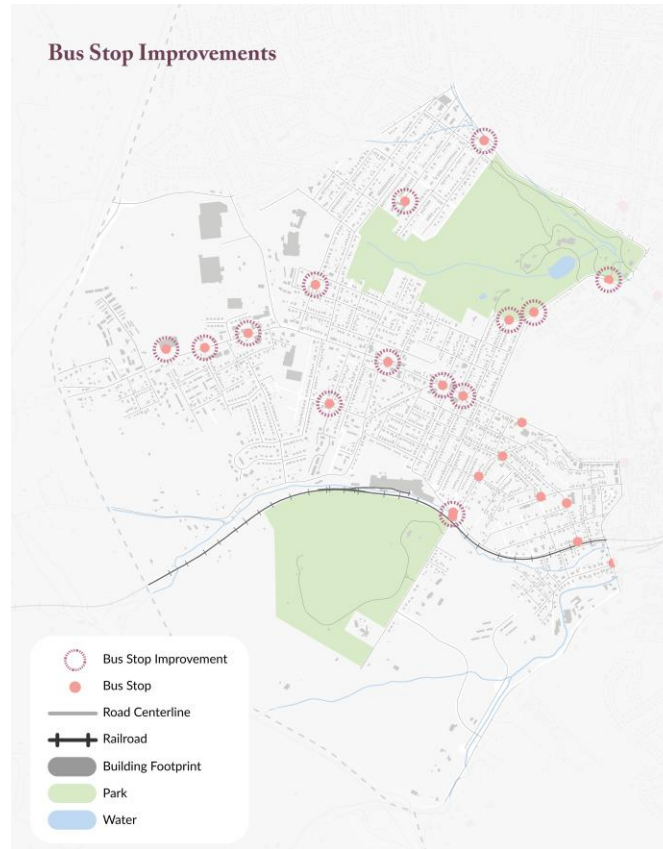 Bus Stop Improvements
Bus Stop Improvement
Bus Stop
Road Centerline
Railroad
Building Footprint
Park
Water